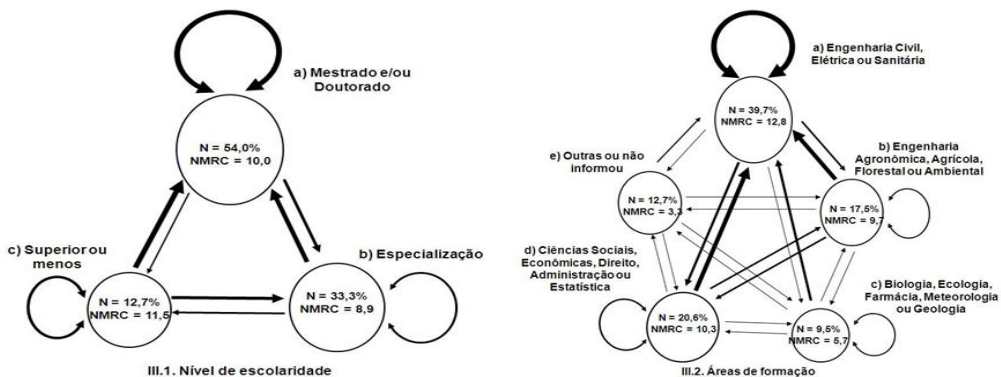 a) Mestrado e/ou
Doutorado
N = 54,0%
NMRC = 10,0
c) Superior ou
menos
b) Especialização
N = 12,7%
NMRC = 11,5
N = 33,3%
NMRC = 8,9
III.1. Nível de escolaridade
a) Engenharia Civil,
Elétrica ou Sanitária
N = 39,7%
NMRC = 12,8
e) Outras ou não
informou
b) Engenharia
Agronômica, Agrícola,
Florestal ou Ambiental
N = 12,7%
NMRC = 3,3
N = 17,5%
NMRC = 9,7
d) Ciências Sociais,
Econômicas, Direito,
Administração ou
Estatística
c) Biologia, Ecologia,
Farmácia, Meteorologia
ou Geologia
N = 20,6%
NMRC = 10,3
N = 9,5%
NMRC = 5,7
III.2. Áreas de formação